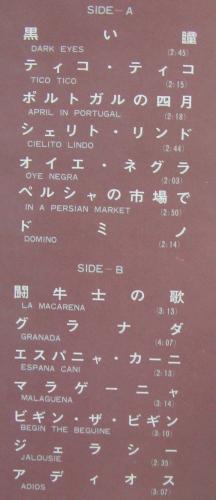 SIDE-A
黒い瞳
DARK EYES (2:45)
ティコ・ティコ
TICO TICO (2:15)
ポルトガルの四月
APRIL IN PORTUGAL (2:18)
シェリト・リンド
CIELITO LINDO (2:44)
オイエ・ネグラ
OYE NEGRA (2:03)
ペルシャの市場で
IN A PERSIAN MARKET (2:50)
ドミノ
DOMINO (2:14)
SIDE-B
闘牛士の歌
LA MACARENA (3:13)
グラナダ
GRANADA (4:07)
エスパニャ・カーニ
ESPANA CANI (2:13)
マラゲーニャ
MALAGUENA (3:14)
ビギン・ザ・ビギン
BEGIN THE BEGUINE (3:10)
ジェラシー
JALOUSIE (2:35)
アディオス
ADIOS (3:07)